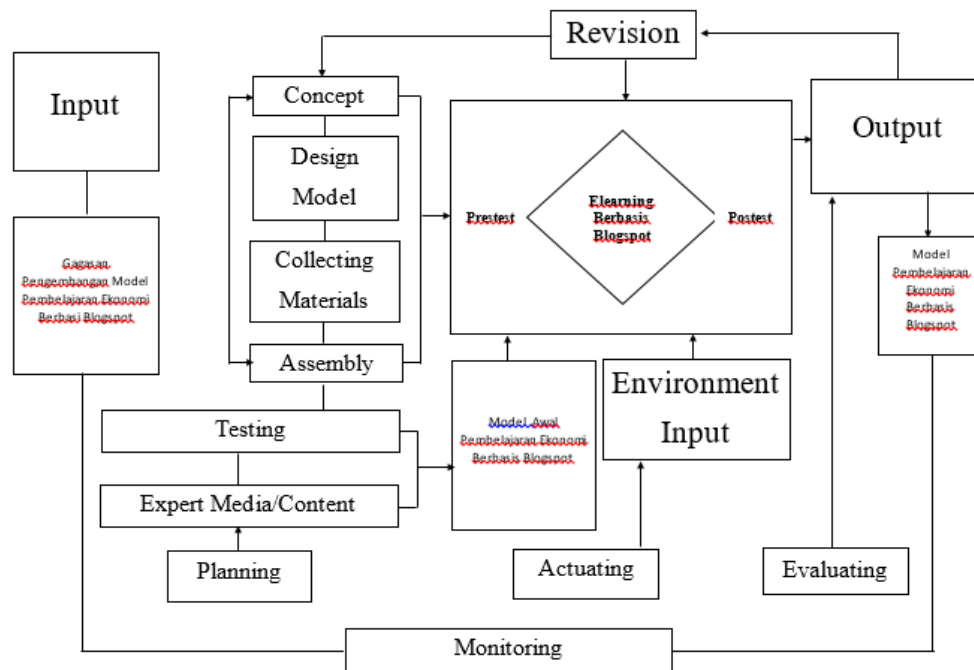 Revision
Input
Concept
Output
Design
Model
Prestest
Elearning
Berbasis
Blogspot
Postest
Gagasan
Pengembangan Model
Pembelajaran Ekonomi
Berbasi Blogspot
Collecting
Materials
Model
Pembelajaran
Ekonomi
Berbasis
Blogspot
Assembly
Environment
Input
Testing
Model Awal
Pembelajaran Ekonomi
Berbasis Blogspot
Expert Media/Content
Planning
Actuating
Evaluating
Monitoring